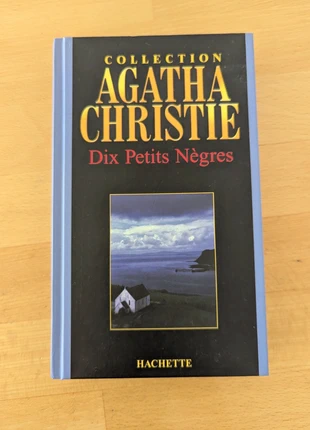 COLLECTION
AGATHA
CHRISTIE
Dix Petits Nègres
HACHETTE